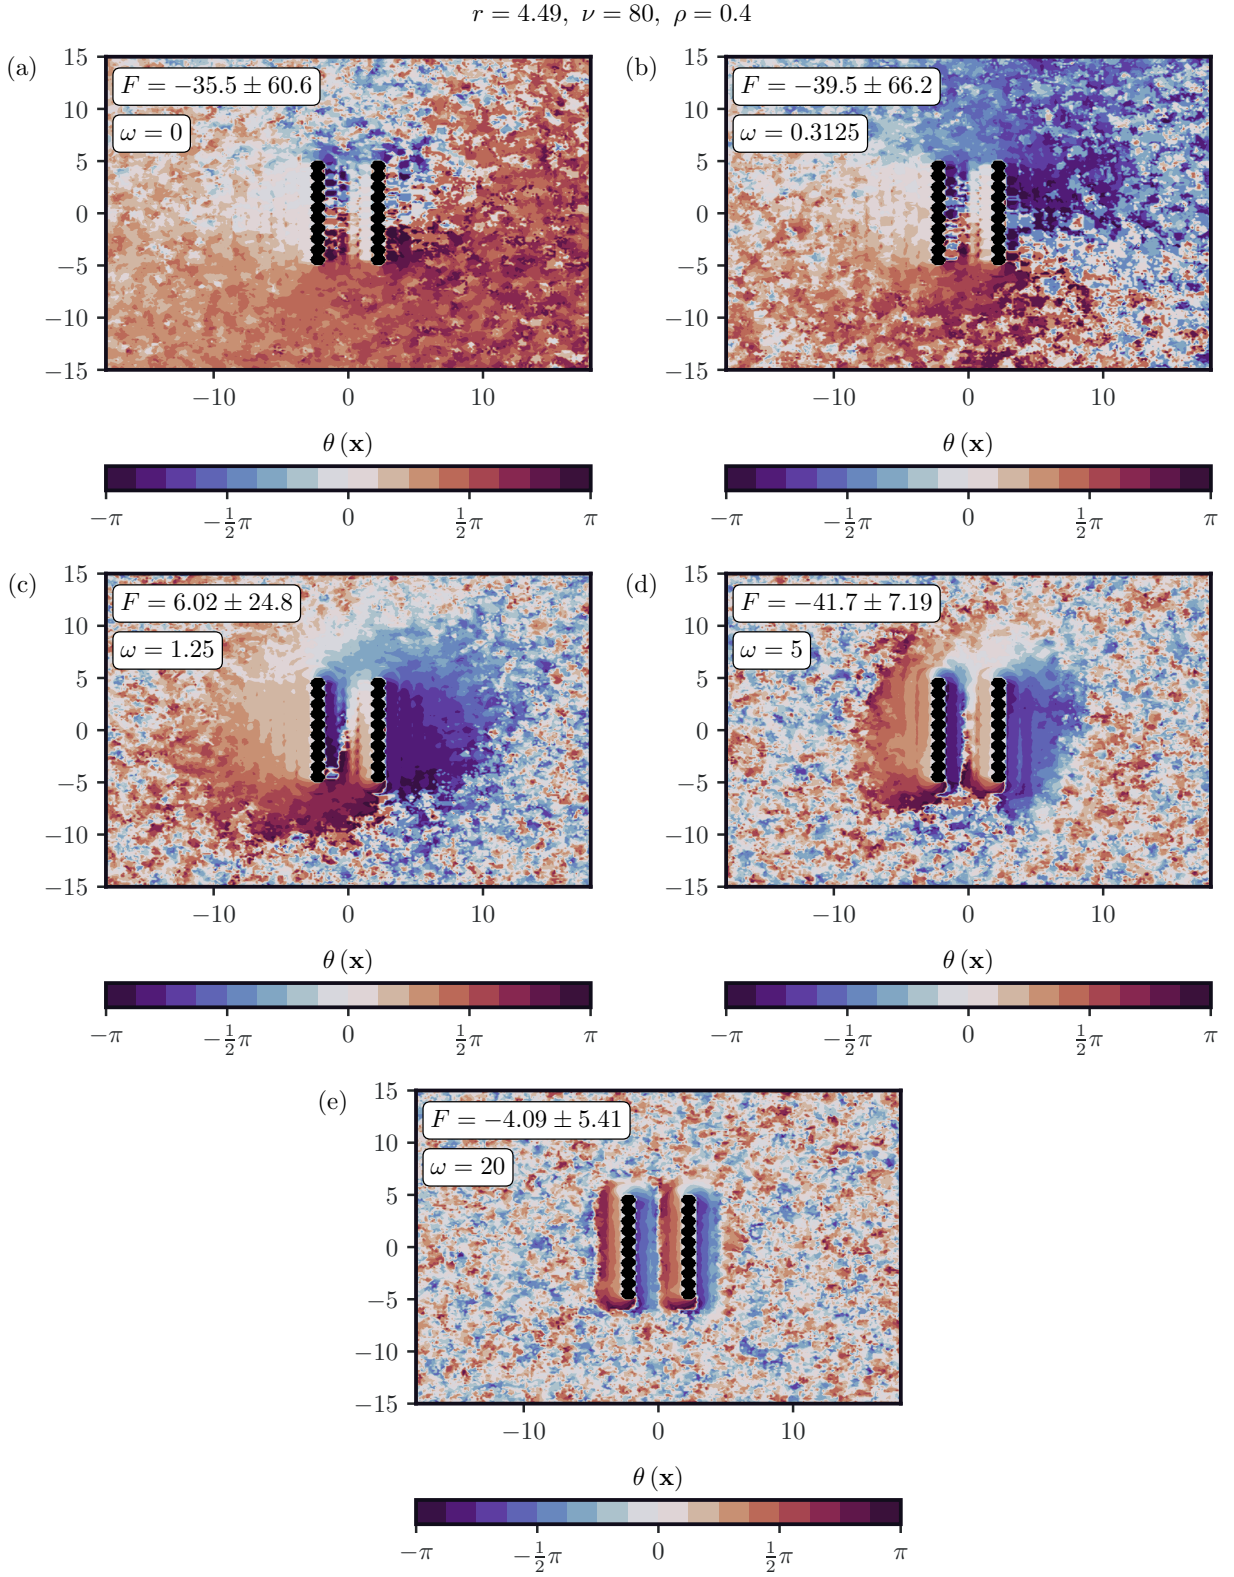 r = 4.49, ν = 80, ρ = 0.4
(a)
F = −35.5 ± 60.6
ω = 0
15
10
5
0
−5
−10
−15
−10 0 10
θ (x)
−π −½π 0 ½π π
(b)
F = −39.5 ± 66.2
ω = 0.3125
15
10
5
0
−5
−10
−15
−10 0 10
θ (x)
−π −½π 0 ½π π
(c)
F = 6.02 ± 24.8
ω = 1.25
15
10
5
0
−5
−10
−15
−10 0 10
θ (x)
−π −½π 0 ½π π
(d)
F = −41.7 ± 7.19
ω = 5
15
10
5
0
−5
−10
−15
−10 0 10
θ (x)
−π −½π 0 ½π π
(e)
F = −4.09 ± 5.41
ω = 20
15
10
5
0
−5
−10
−15
−10 0 10
θ (x)
−π −½π 0 ½π π